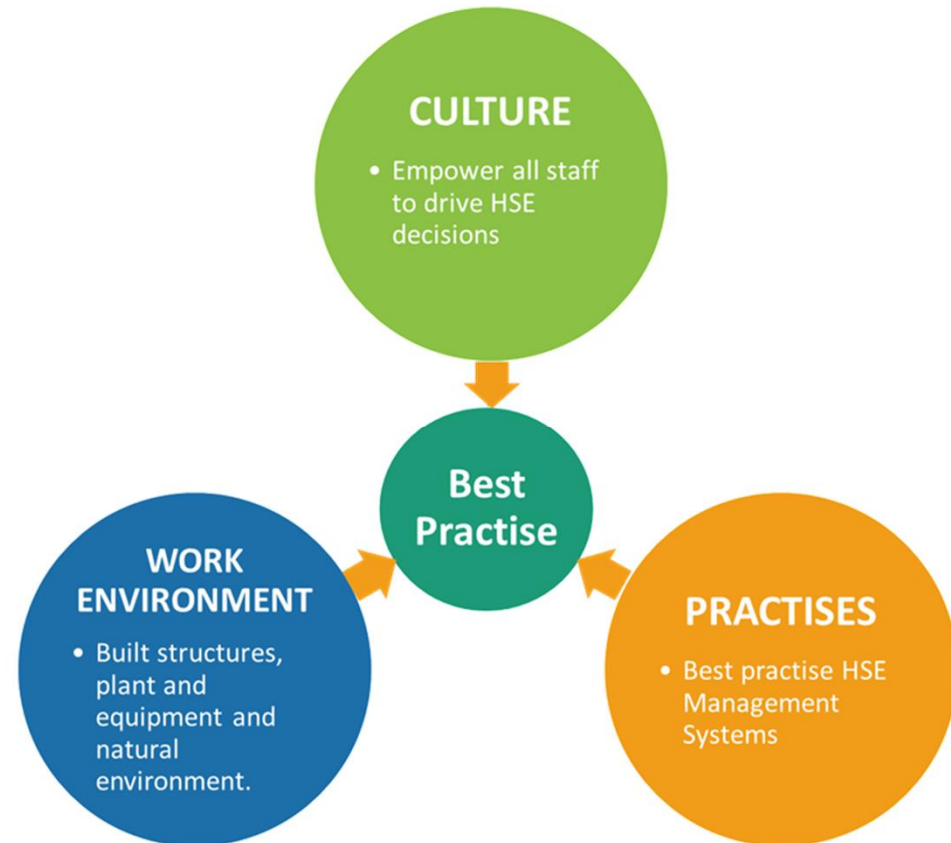 CULTURE
• Empower all staff
to drive HSE
decisions
Best
Practise
WORK
ENVIRONMENT
• Built structures,
plant and
equipment and
natural
environment.
PRACTISES
• Best practise HSE
Management
Systems